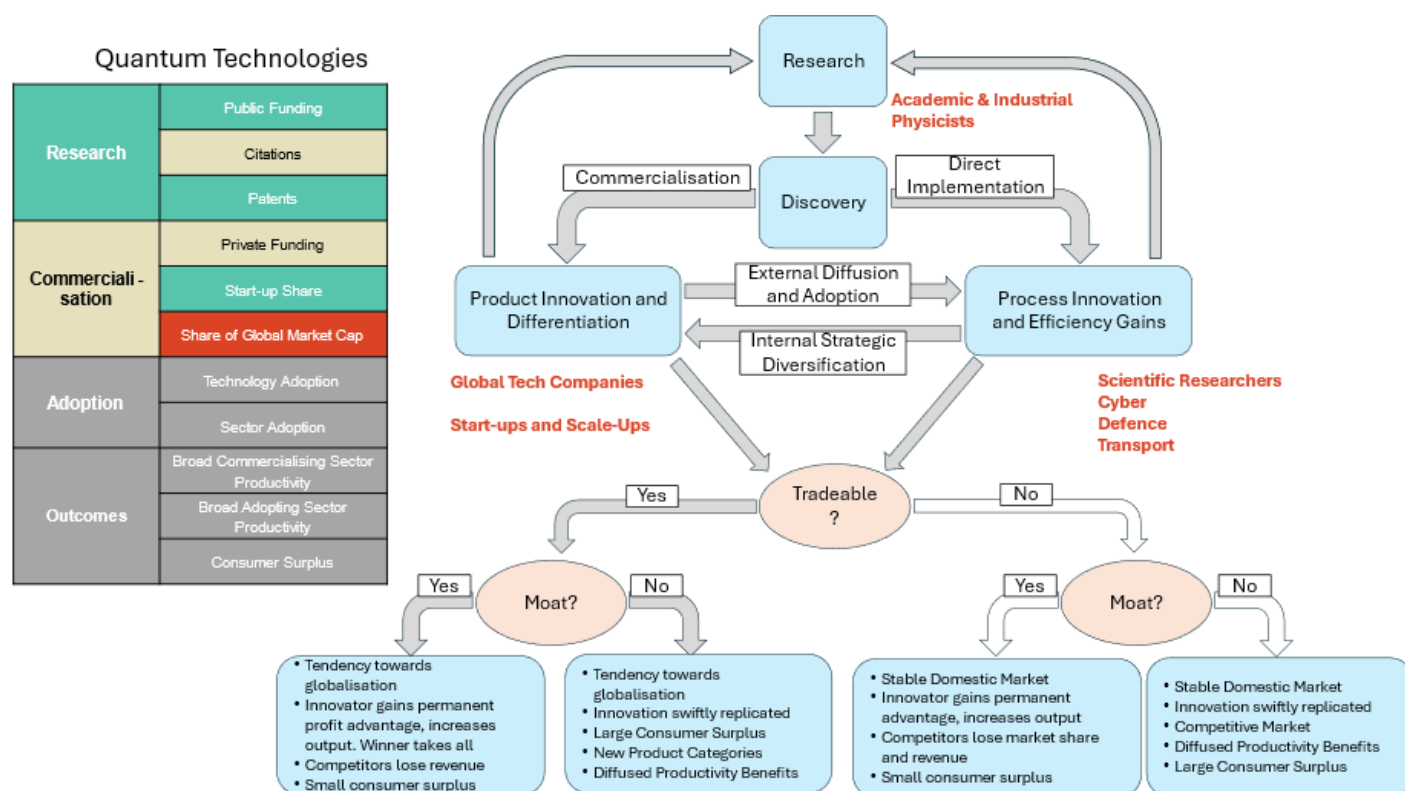 Quantum Technologies
Research
Public Funding
Citations
Patents
Commerciali -
sation
Private Funding
Start-up Share
Share of Global Market Cap
Adoption
Technology Adoption
Sector Adoption
Outcomes
Broad Commercialising Sector
Productivity
Broad Adopting Sector
Productivity
Consumer Surplus
Research
Academic & Industrial
Physicists
Commercialisation
Direct
Implementation
Discovery
Product Innovation and
Differentiation
External Diffusion
and Adoption
Process Innovation
and Efficiency Gains
Internal Strategic
Diversification
Global Tech Companies
Start-ups and Scale-Ups
Scientific Researchers
Cyber
Defence
Transport
Tradeable
?
Yes
No
Yes
Moat?
No
Yes
Moat?
No
• Tendency towards
globalisation
• Innovator gains permanent
profit advantage, increases
output. Winner takes all
• Competitors lose revenue
• Small consumer surplus
• Tendency towards
globalisation
• Innovation swiftly replicated
• Large Consumer Surplus
• New Product Categories
• Diffused Productivity Benefits
• Stable Domestic Market
• Innovator gains permanent
advantage, increases output
• Competitors lose market share
and revenue
• Small consumer surplus
• Stable Domestic Market
• Innovation swiftly replicated
• Competitive Market
• Diffused Productivity Benefits
• Large Consumer Surplus